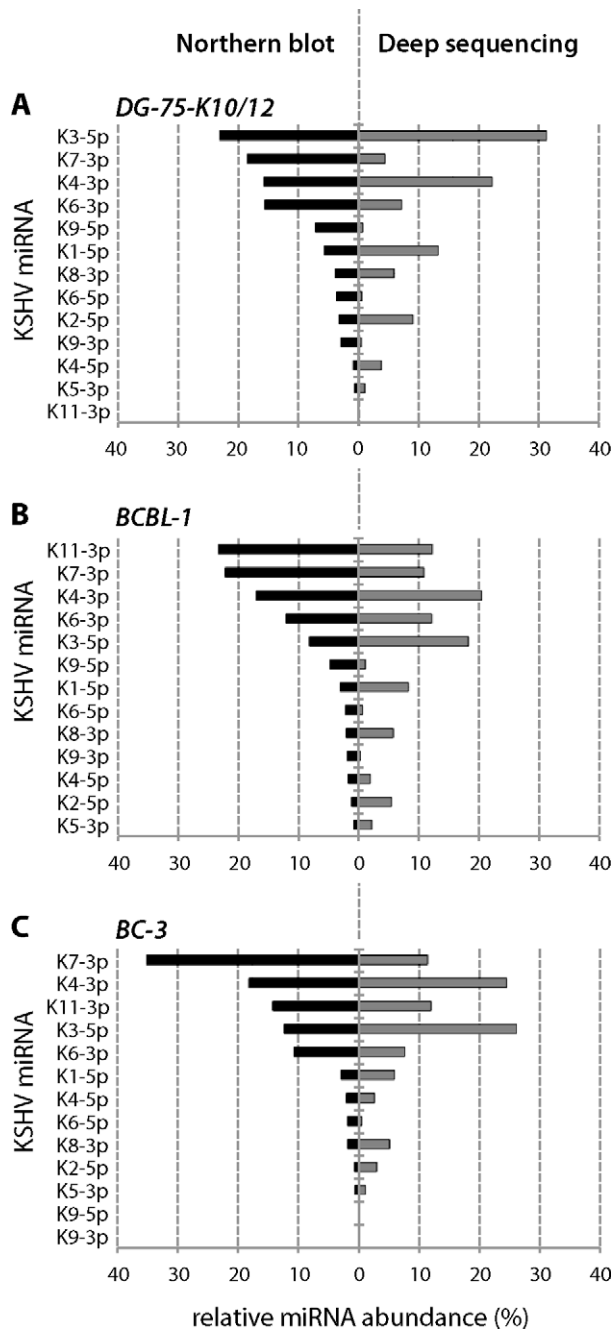 Northern blot Deep sequencing
A DG-75-K10/12
KSHV miRNA
K3-5p
K7-3p
K4-3p
K6-3p
K9-5p
K1-5p
K8-3p
K6-5p
K2-5p
K9-3p
K4-5p
K5-3p
K11-3p
40 30 20 10 0 10 20 30 40
B BCBL-1
KSHV miRNA
K11-3p
K7-3p
K4-3p
K6-3p
K3-5p
K9-5p
K1-5p
K6-5p
K8-3p
K9-3p
K4-5p
K2-5p
K5-3p
40 30 20 10 0 10 20 30 40
C BC-3
KSHV miRNA
K7-3p
K4-3p
K11-3p
K3-5p
K6-3p
K1-5p
K4-5p
K6-5p
K8-3p
K2-5p
K5-3p
K9-5p
K9-3p
40 30 20 10 0 10 20 30 40
relative miRNA abundance (%)